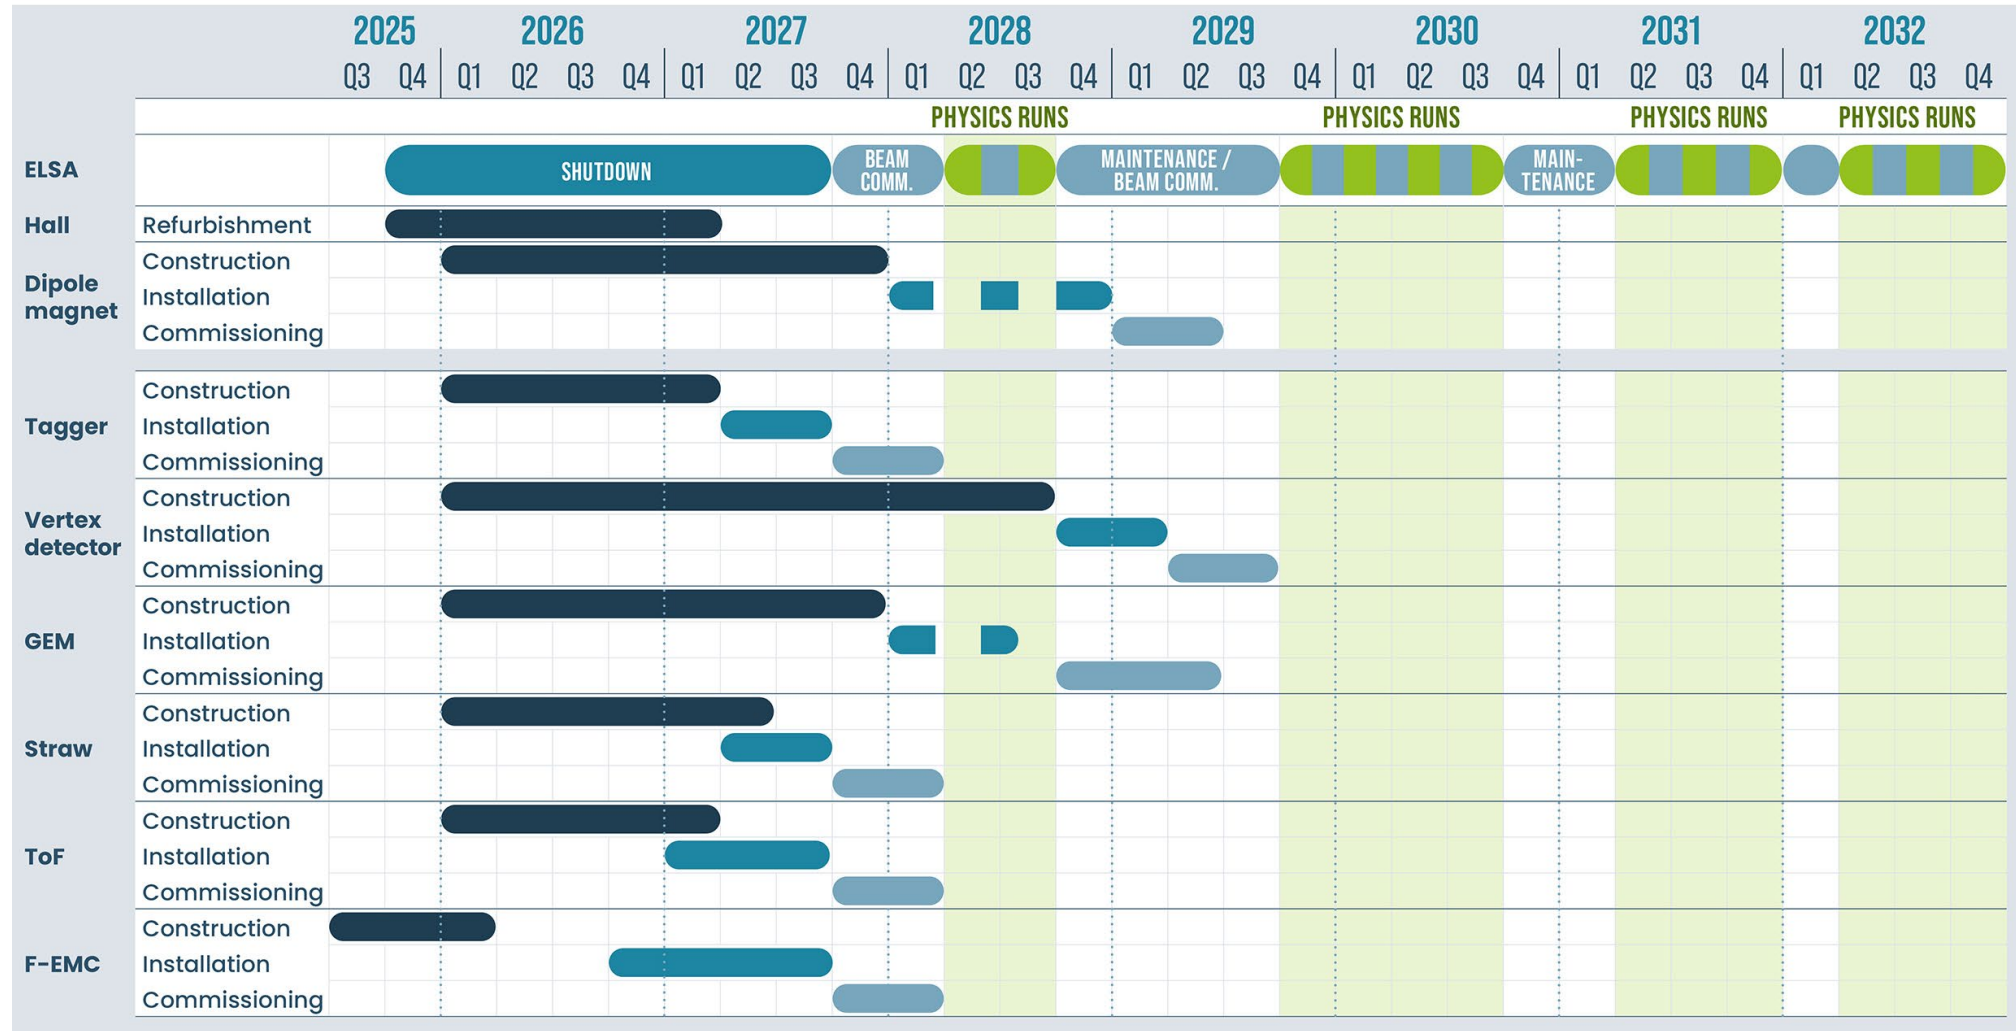 2025 2026 2027 2028 2029 2030 2031 2032
Q3 Q4 Q1 Q2 Q3 Q4 Q1 Q2 Q3 Q4 Q1 Q2 Q3 Q4 Q1 Q2 Q3 Q4 Q1 Q2 Q3 Q4 Q1 Q2 Q3 Q4 Q1 Q2 Q3 Q4
PHYSICS RUNS PHYSICS RUNS PHYSICS RUNS PHYSICS RUNS
ELSA
SHUTDOWN
BEAM
COMM.
MAINTENANCE /
BEAM COMM.
MAIN-
TENANCE
Hall
Refurbishment
Dipole
magnet
Construction
Installation
Commissioning
Tagger
Construction
Installation
Commissioning
Vertex
detector
Construction
Installation
Commissioning
GEM
Construction
Installation
Commissioning
Straw
Construction
Installation
Commissioning
ToF
Construction
Installation
Commissioning
F-EMC
Construction
Installation
Commissioning